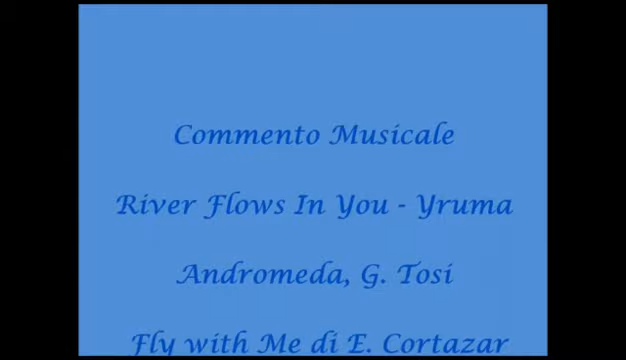 Commento Musicale
River Flows In You - Yruma
Andromeda, G. Tosi
Fly with Me di E. Cortazar